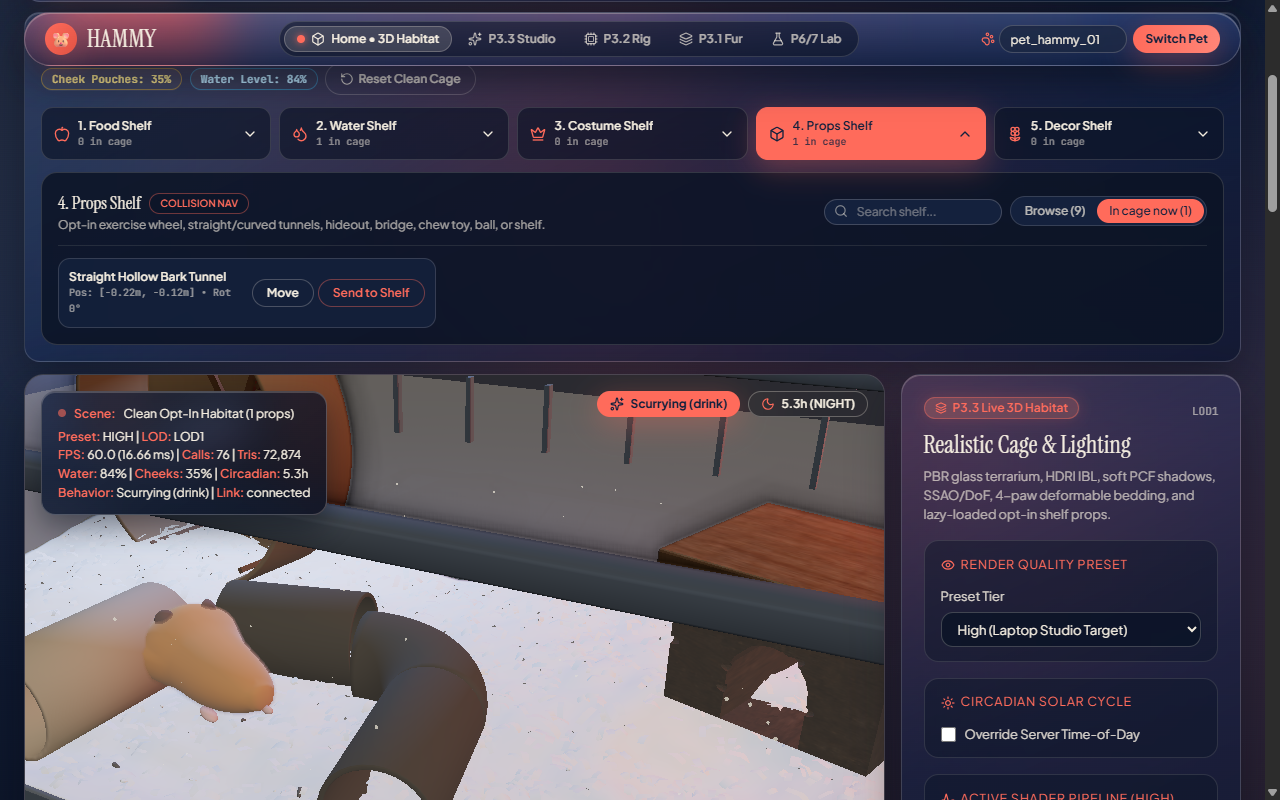 HAMMY
Home • 3D Habitat
P3.3 Studio
P3.2 Rig
P3.1 Fur
P6/7 Lab
pet_hammy_01
Switch Pet
Cheek Pouches: 35%
Water Level: 84%
Reset Clean Cage
1. Food Shelf
0 in cage
2. Water Shelf
1 in cage
3. Costume Shelf
0 in cage
4. Props Shelf
1 in cage
5. Decor Shelf
0 in cage
4. Props Shelf
COLLISION NAV
Opt-in exercise wheel, straight/curved tunnels, hideout, bridge, chew toy, ball, or shelf.
Search shelf...
Browse (9)
In cage now (1)
Straight Hollow Bark Tunnel
Pos: [-0.22m, -0.12m] • Rot
0°
Move
Send to Shelf
Scene: Clean Opt-In Habitat (1 props)
Preset: HIGH | LOD: LOD1
FPS: 60.0 (16.66 ms) | Calls: 76 | Tris: 72,874
Water: 84% | Cheeks: 35% | Circadian: 5.3h
Behavior: Scurrying (drink) | Link: connected
Scurrying (drink)
5.3h (NIGHT)
P3.3 Live 3D Habitat
LOD1
Realistic Cage & Lighting
PBR glass terrarium, HDRI IBL, soft PCF shadows,
SSAO/DoF, 4-paw deformable bedding, and
lazy-loaded opt-in shelf props.
RENDER QUALITY PRESET
Preset Tier
High (Laptop Studio Target)
CIRCADIAN SOLAR CYCLE
Override Server Time-of-Day
ACTIVE SHADER PIPELINE (HIGH)